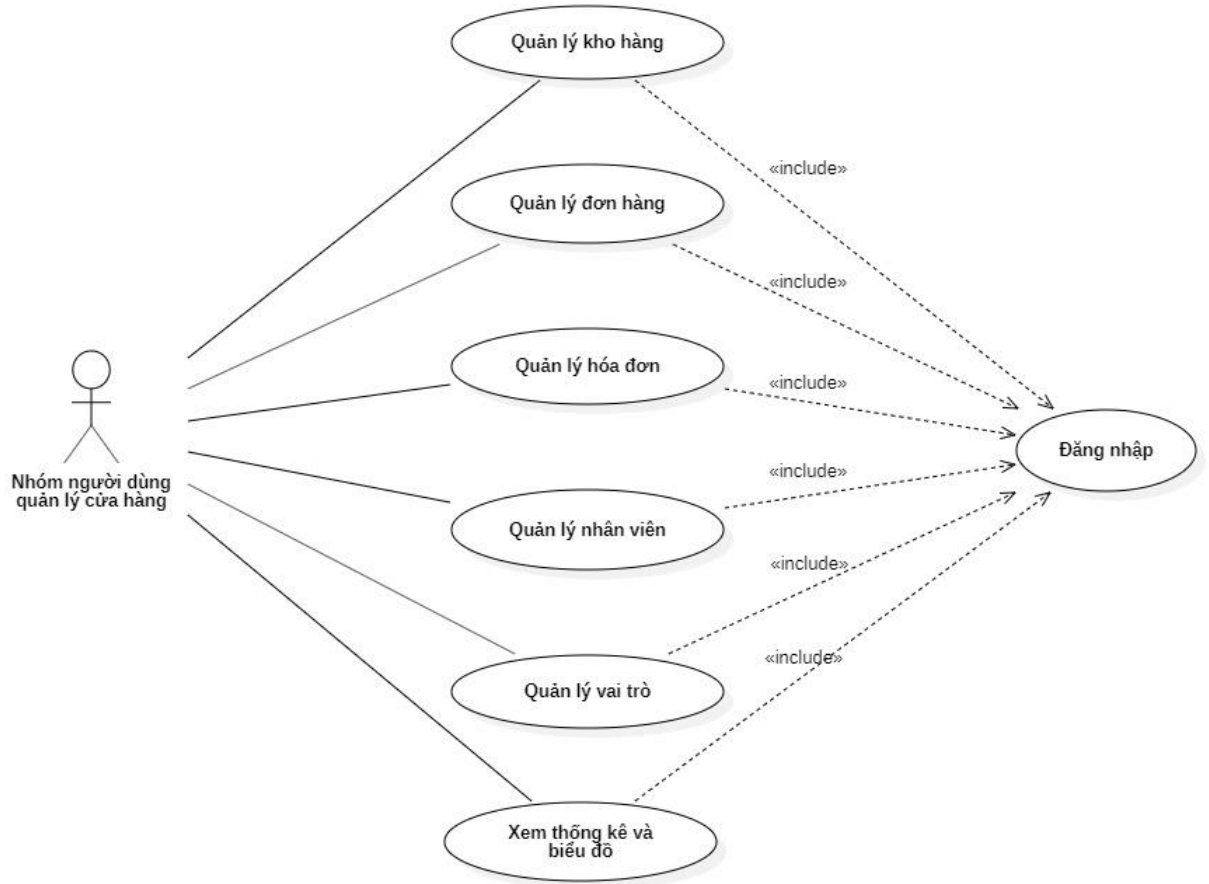 Quản lý kho hàng
«include»
Quản lý đơn hàng
«include»
Quản lý hóa đơn
«include»
Đăng nhập
Nhóm người dùng
quản lý cửa hàng
«include»
Quản lý nhân viên
«include»
«include»
Quản lý vai trò
Xem thống kê và
biểu đồ